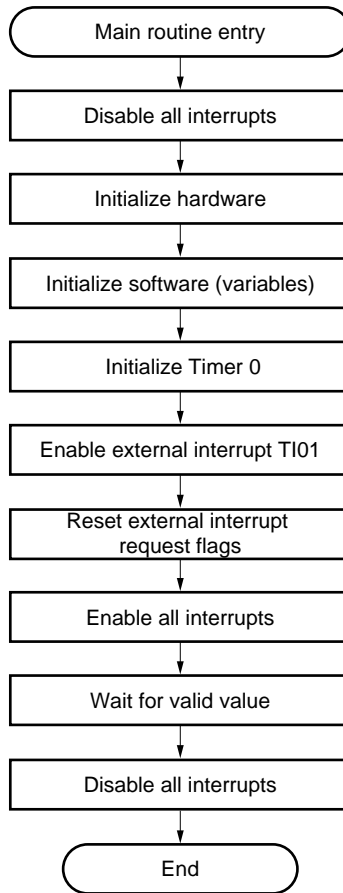 Main routine entry
Disable all interrupts
Initialize hardware
Initialize software (variables)
Initialize Timer 0
Enable external interrupt TI01
Reset external interrupt
request flags
Enable all interrupts
Wait for valid value
Disable all interrupts
End